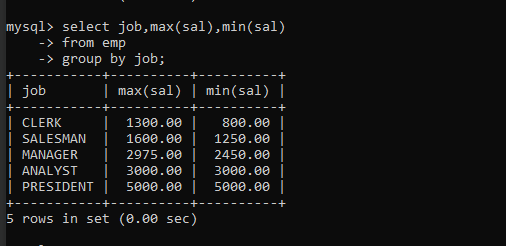 mysql> select job,max(sal),min(sal)
    -> from emp
    -> group by job;
+-----------+----------+----------+
| job       | max(sal) | min(sal) |
+-----------+----------+----------+
| CLERK     |  1300.00 |   800.00 |
| SALESMAN  |  1600.00 |  1250.00 |
| MANAGER   |  2975.00 |  2450.00 |
| ANALYST   |  3000.00 |  3000.00 |
| PRESIDENT |  5000.00 |  5000.00 |
+-----------+----------+----------+
5 rows in set (0.00 sec)